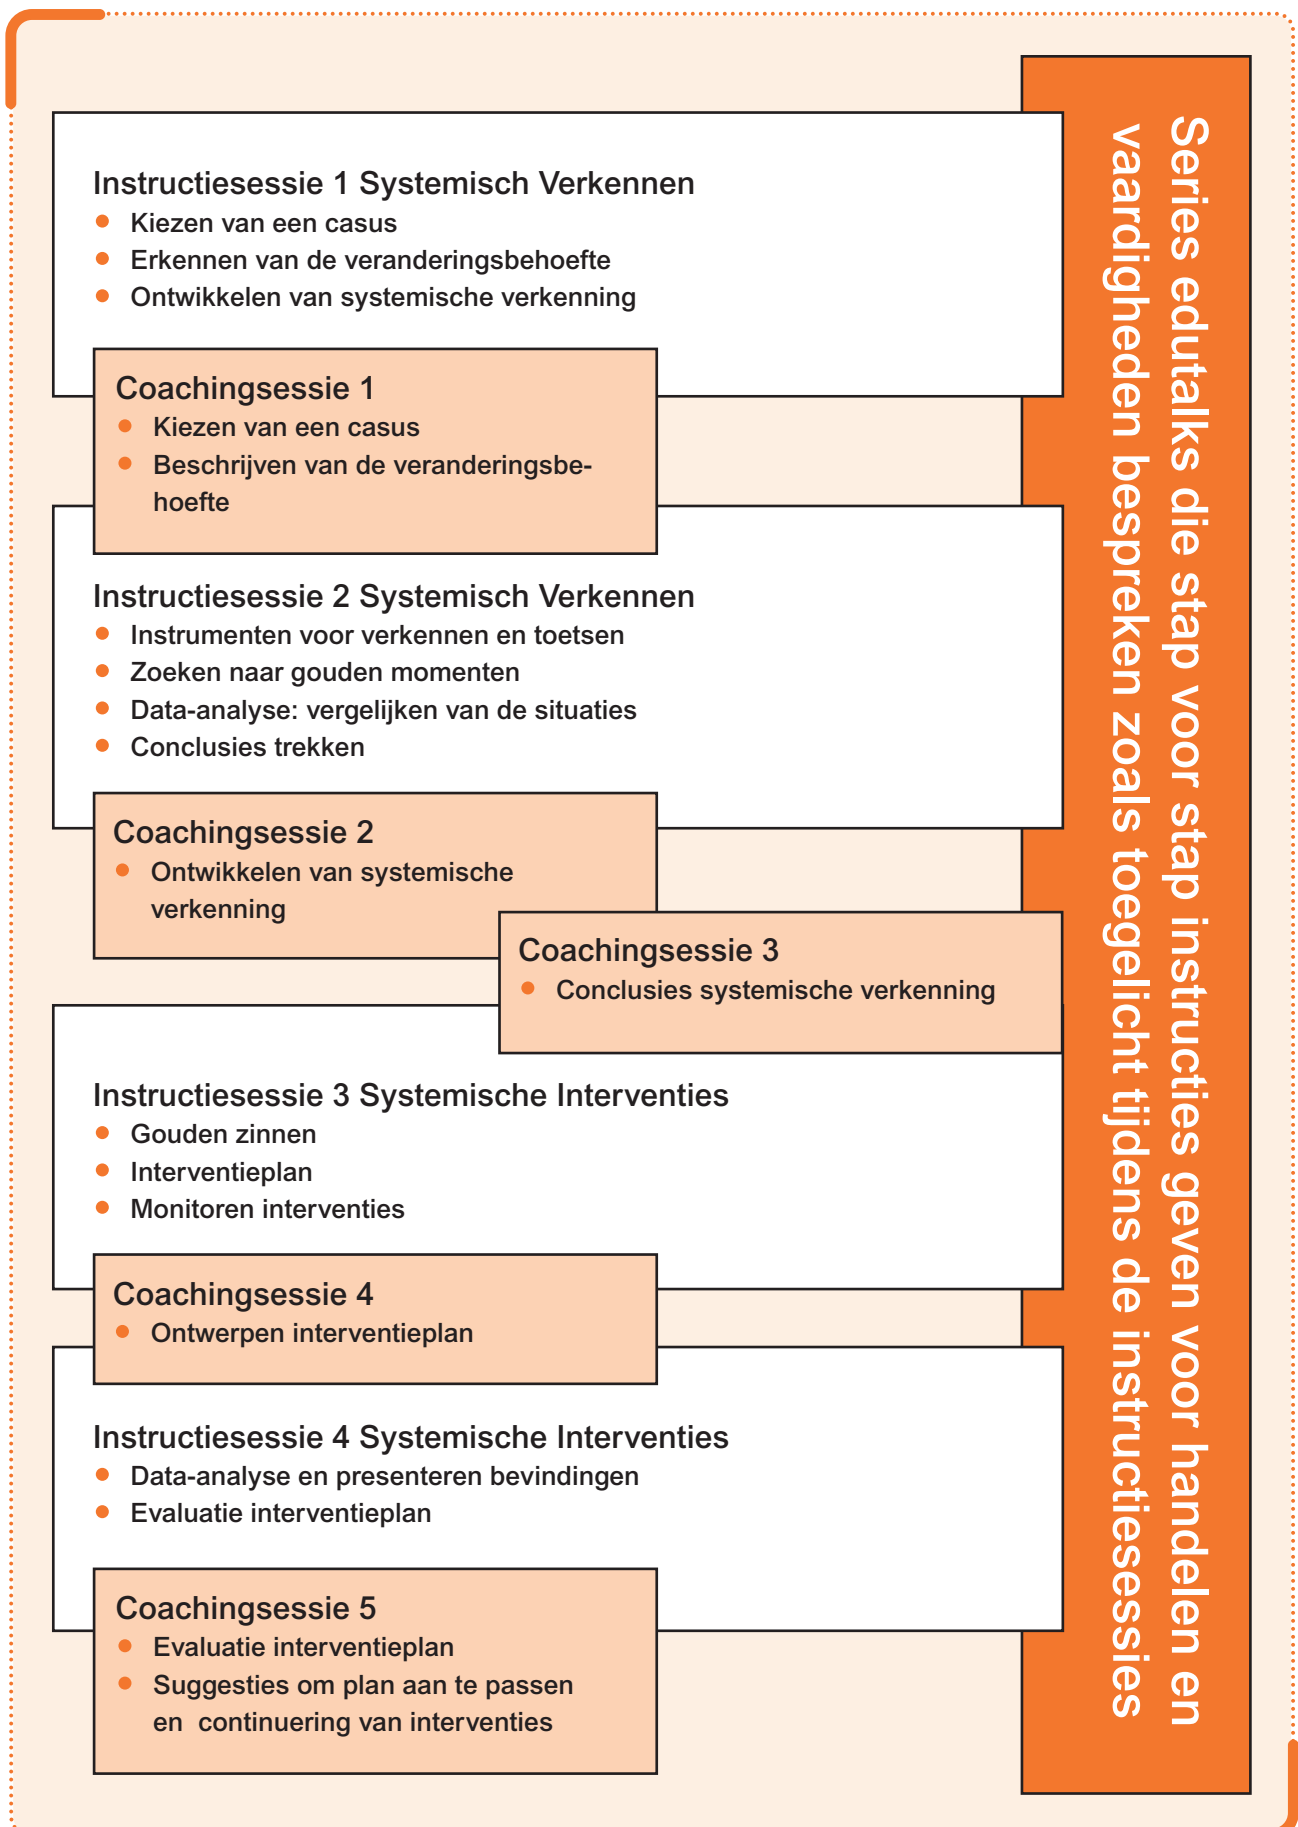 Instructiesessie 1 Systemisch Verkennen
• Kiezen van een casus
• Erkennen van de veranderingsbehoefte
• Ontwikkelen van systemische verkenning
Coachingsessie 1
• Kiezen van een casus
• Beschrijven van de veranderingsbe-
hoefte
Instructiesessie 2 Systemisch Verkennen
• Instrumenten voor verkennen en toetsen
• Zoeken naar gouden momenten
• Data-analyse: vergelijken van de situaties
• Conclusies trekken
Coachingsessie 2
• Ontwikkelen van systemische
verkenning
Coachingsessie 3
• Conclusies systemische verkenning
Instructiesessie 3 Systemische Interventies
• Gouden zinnen
• Interventieplan
• Monitoren interventies
Coachingsessie 4
• Ontwerpen interventieplan
Instructiesessie 4 Systemische Interventies
• Data-analyse en presenteren bevindingen
• Evaluatie interventieplan
Coachingsessie 5
• Evaluatie interventieplan
• Suggesties om plan aan te passen
en continuering van interventies
Series edutalks die stap voor stap instructies geven voor handelen en
vaardigheden bespreken zoals toegelicht tijdens de instructiesessies